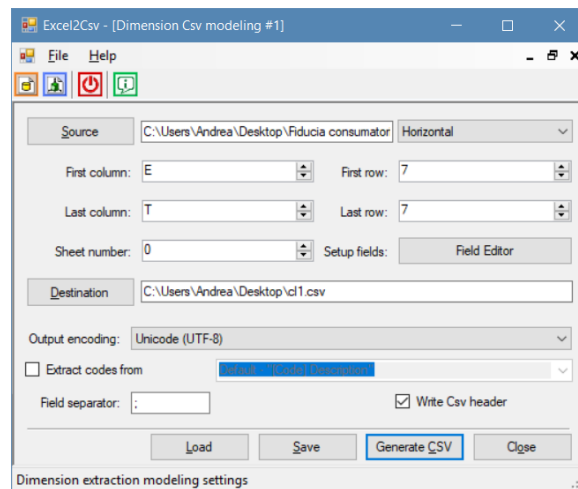 Excel2Csv - [Dimension Csv modeling #1]
File Help
Source C:\Users\Andrea\Desktop\Fiducia consumator Horizontal
First column: E First row: 7
Last column: T Last row: 7
Sheet number: 0 Setup fields: Field Editor
Destination C:\Users\Andrea\Desktop\cl1.csv
Output encoding: Unicode (UTF-8)
Extract codes from Default - "[Code] Description"
Field separator: ; Write Csv header
Load Save Generate CSV Close
Dimension extraction modeling settings